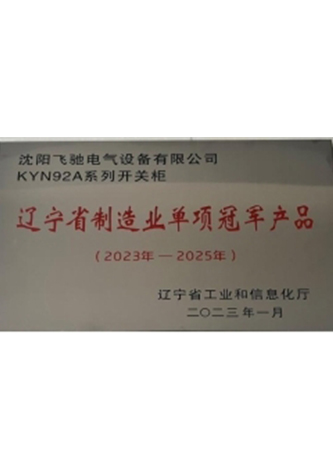 沈阳飞驰电气设备有限公司
KYN92A系列开关柜
辽宁省制造业单项冠军产品
（2023年—2025年）
辽宁省工业和信息化厅
二〇二三年一月